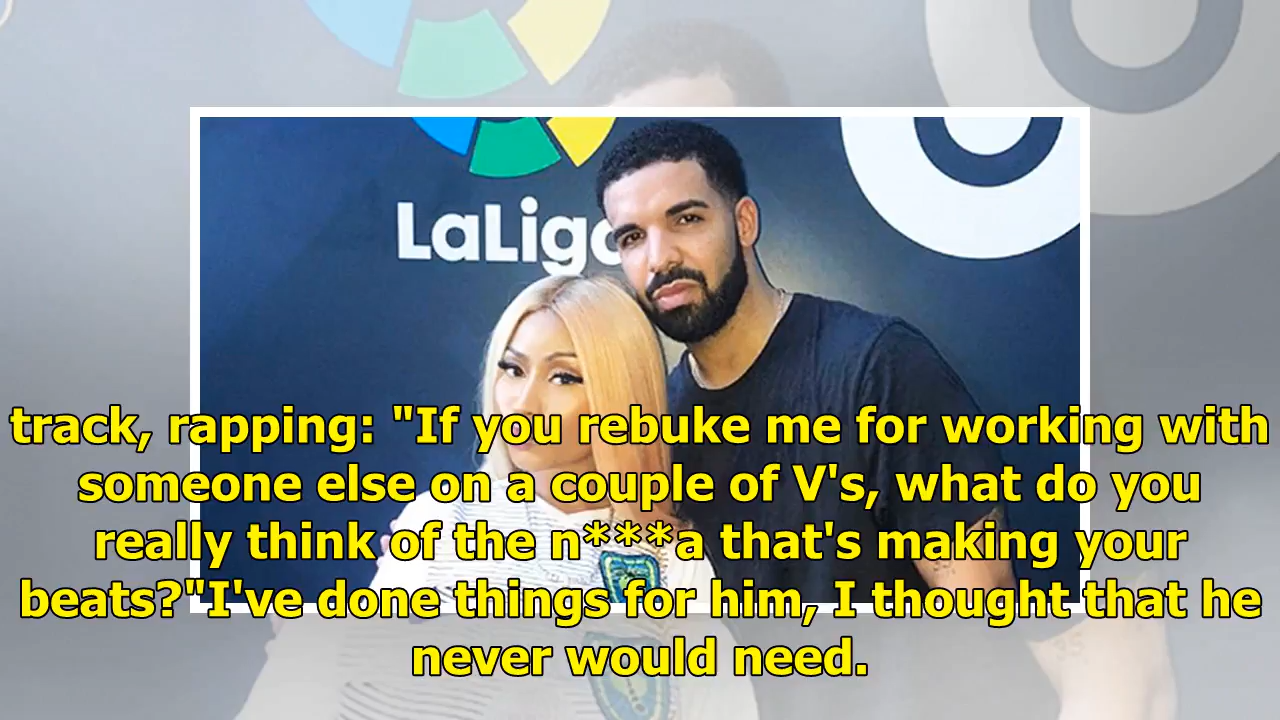 LaLiga
track, rapping: "If you rebuke me for working with
someone else on a couple of V's, what do you
really think of the n***a that's making your
beats?"I've done things for him, I thought that he
never would need.